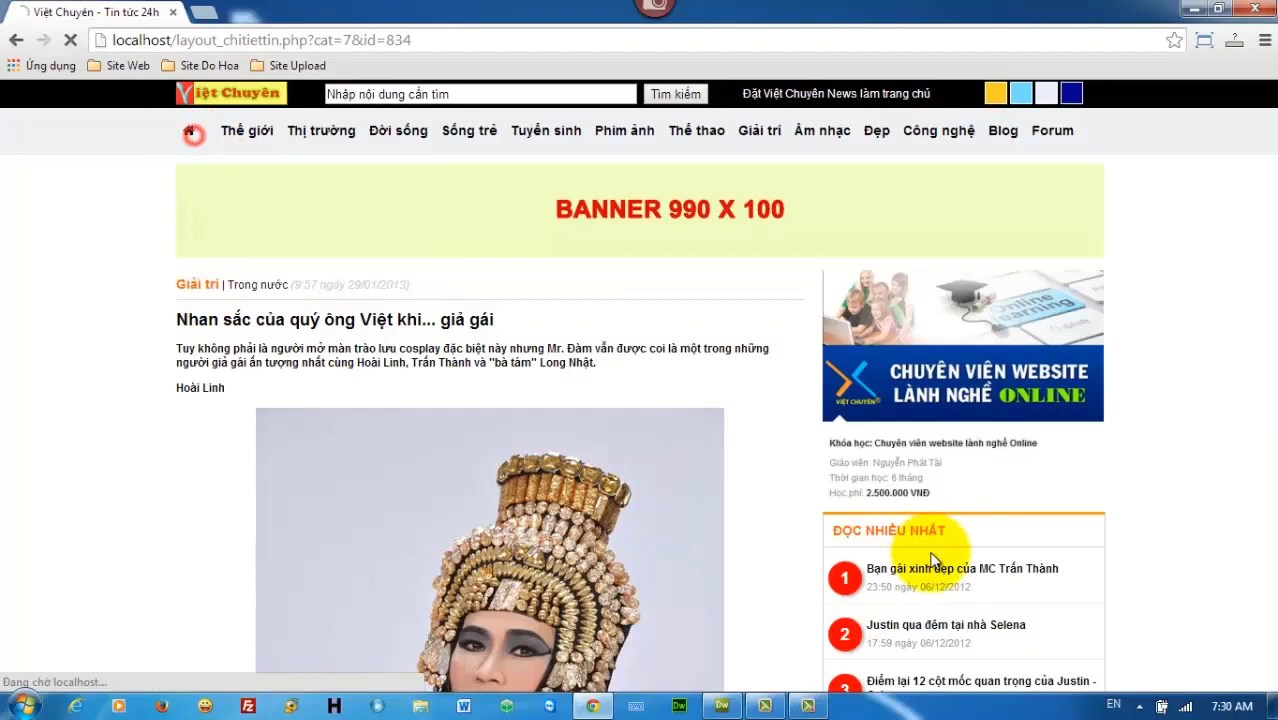 Việt Chuyên - Tin tức 24h
localhost/layout_chitiettin.php?cat=7&id=834
Ứng dụng Site Web Site Do Hoa Site Upload
Việt Chuyên Nhập nội dung cần tìm Tìm kiếm Đặt Việt Chuyên News làm trang chủ
Thế giới Thị trường Đời sống Sống trẻ Tuyển sinh Phim ảnh Thể thao Giải trí Âm nhạc Đẹp Công nghệ Blog Forum
BANNER 990 X 100
Giải trí | Trong nước (9:57 ngày 29/01/2013)
Nhan sắc của quý ông Việt khi... giả gái
Tuy không phải là người mở màn trào lưu cosplay đặc biệt này nhưng Mr. Đàm vẫn được coi là một trong những
người giả gái ấn tượng nhất cùng Hoài Linh, Trấn Thành và "bà tám" Long Nhật.
Hoài Linh
Online
Learning
Shift
CHUYÊN VIÊN WEBSITE
LÀNH NGHỀ ONLINE
VIỆT CHUYÊN
Khóa học: Chuyên viên website lành nghề Online
Giáo viên: Nguyễn Phát Tài
Thời gian học: 6 tháng
Học phí: 2.500.000 VNĐ
ĐỌC NHIỀU NHẤT
1 Bạn gái xinh đẹp của MC Trấn Thành
23:50 ngày 06/12/2012
2 Justin qua đêm tại nhà Selena
17:59 ngày 06/12/2012
3 Điểm lại 12 cột mốc quan trọng của Justin -
Đang chờ localhost...
EN 7:30 AM